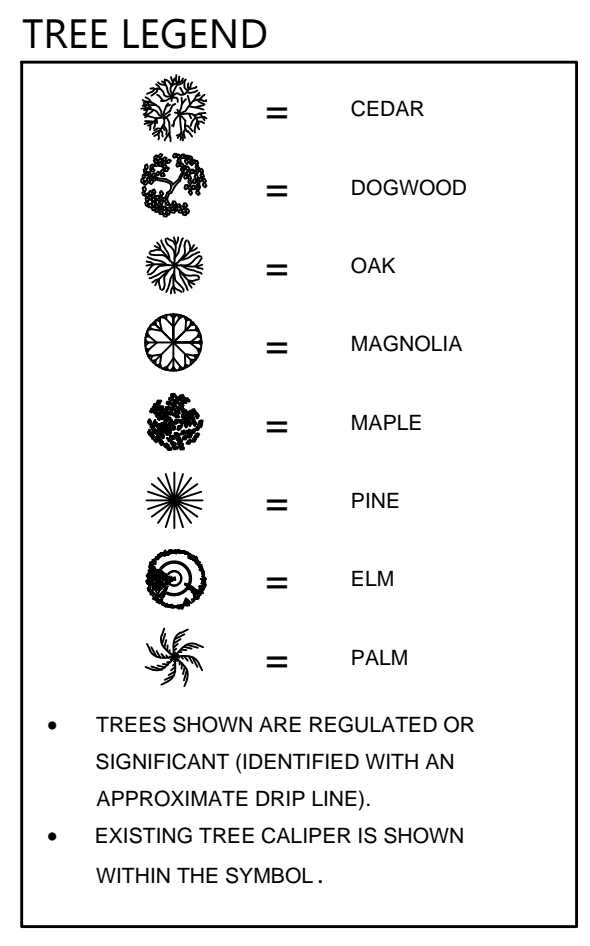 TREE LEGEND
= CEDAR
= DOGWOOD
= OAK
= MAGNOLIA
= MAPLE
= PINE
= ELM
= PALM
• TREES SHOWN ARE REGULATED OR
SIGNIFICANT (IDENTIFIED WITH AN
APPROXIMATE DRIP LINE).
• EXISTING TREE CALIPER IS SHOWN
WITHIN THE SYMBOL.